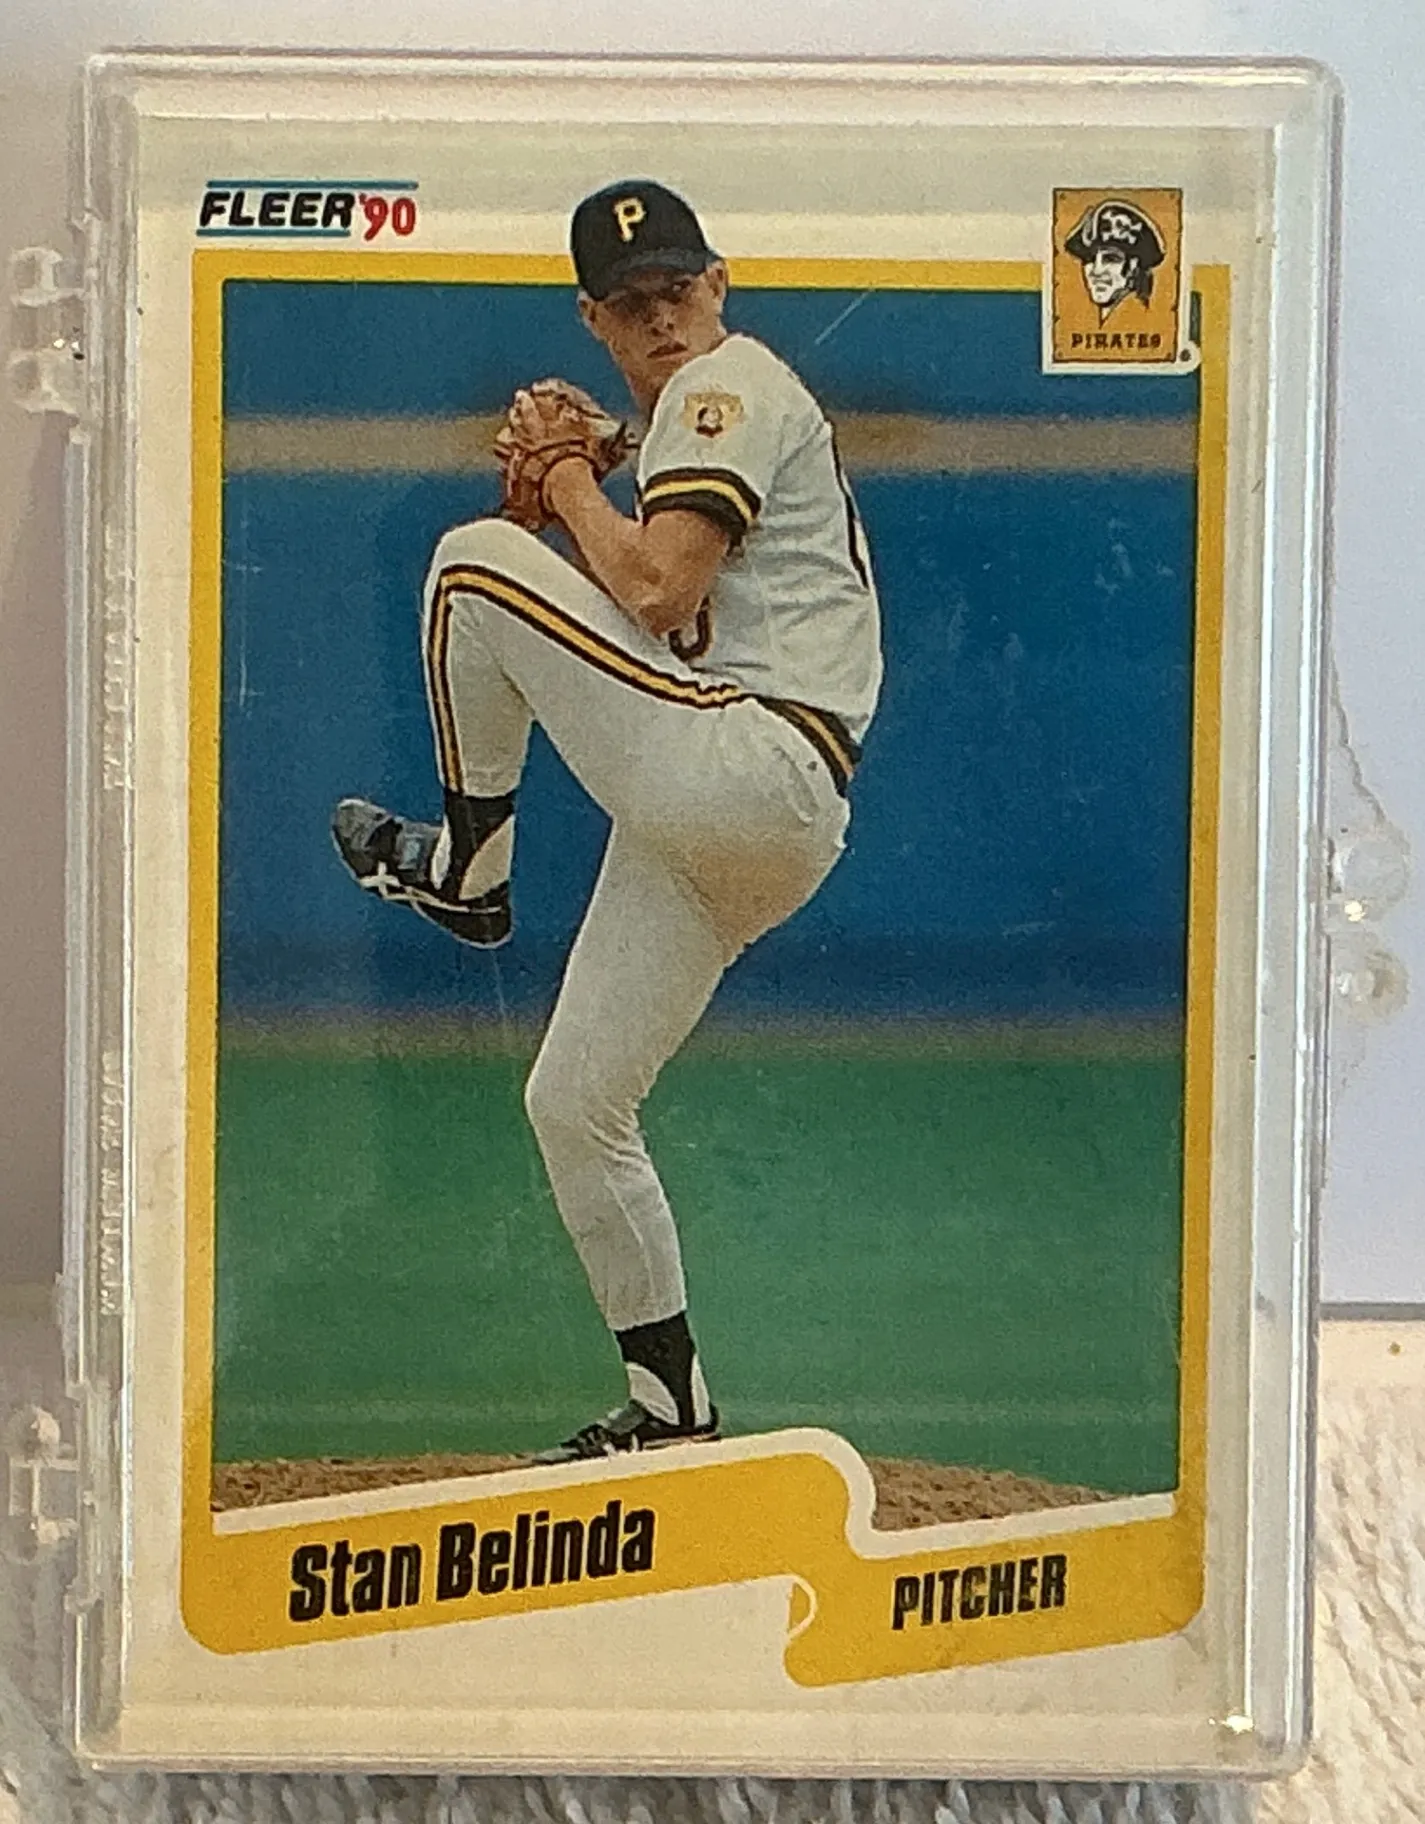 FLEER'90
P
PIRATES
Stan Belinda
PITCHER